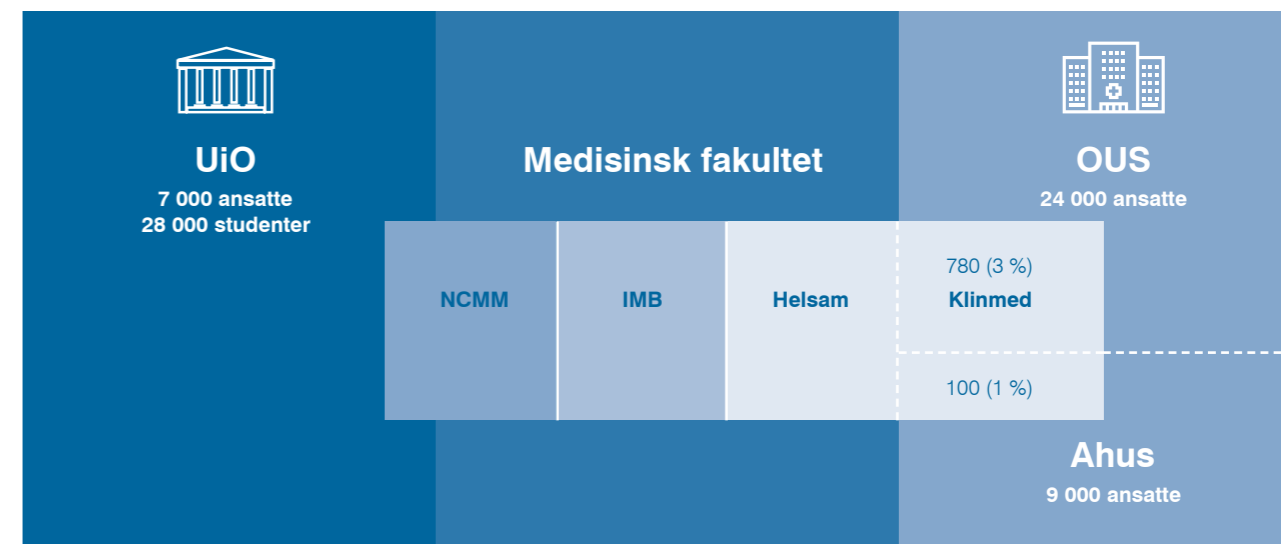 UiO
7 000 ansatte
28 000 studenter
Medisinsk fakultet
OUS
24 000 ansatte
NCMM
IMB
Helsam
780 (3 %)
Klinmed
100 (1 %)
Ahus
9 000 ansatte